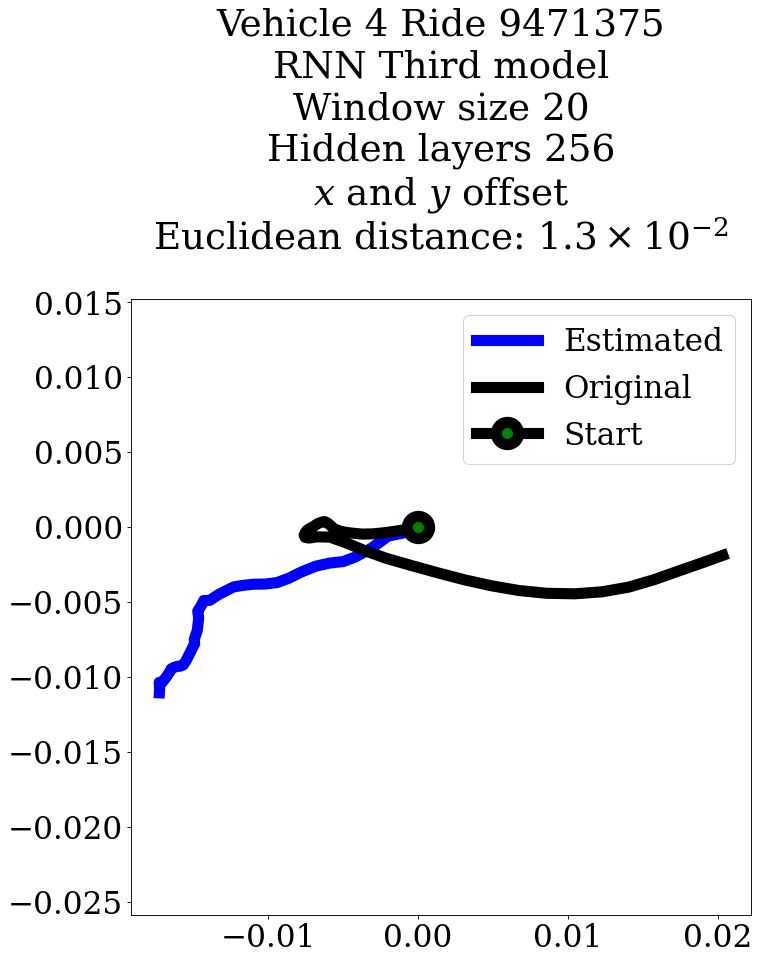 Vehicle 4 Ride 9471375
RNN Third model
Window size 20
Hidden layers 256
x and y offset
Euclidean distance: 1.3 × 10⁻²
Estimated
Original
Start
0.015
0.010
0.005
0.000
−0.005
−0.010
−0.015
−0.020
−0.025
−0.01
0.00
0.01
0.02